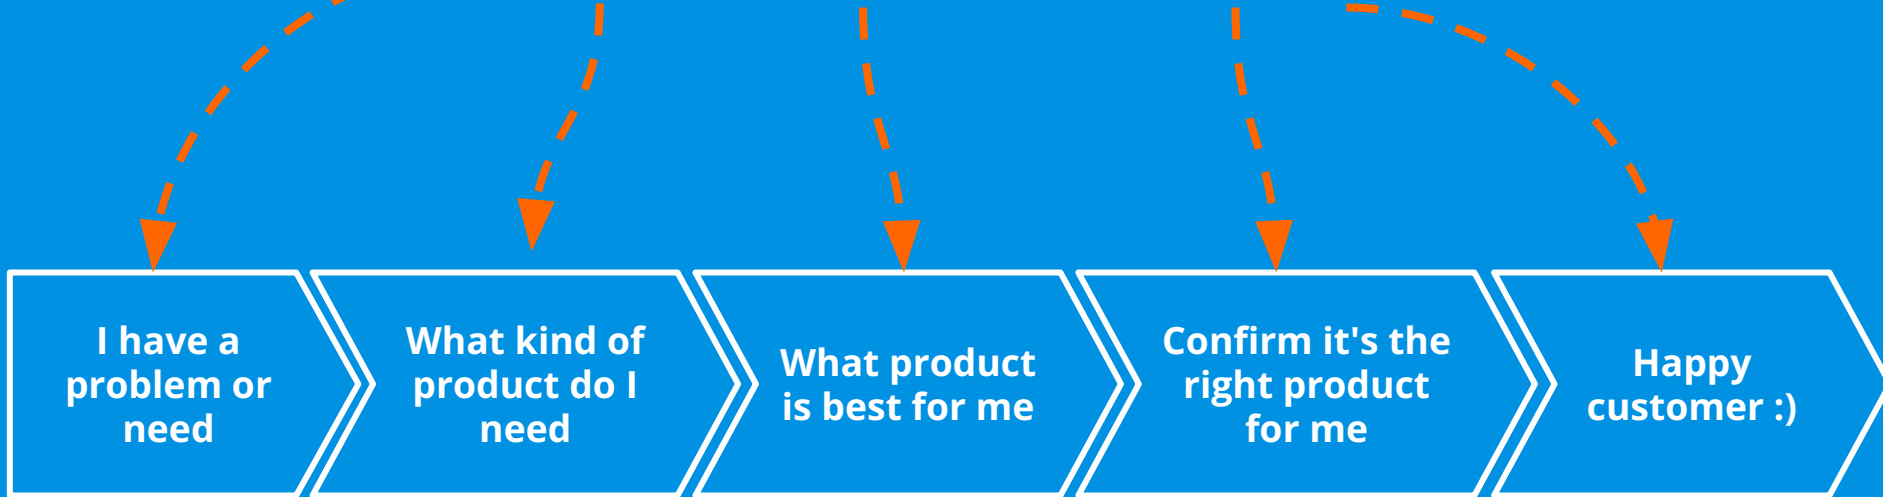 I have a
problem or
need
What kind of
product do I
need
What product
is best for me
Confirm it's the
right product
for me
Happy
customer :)